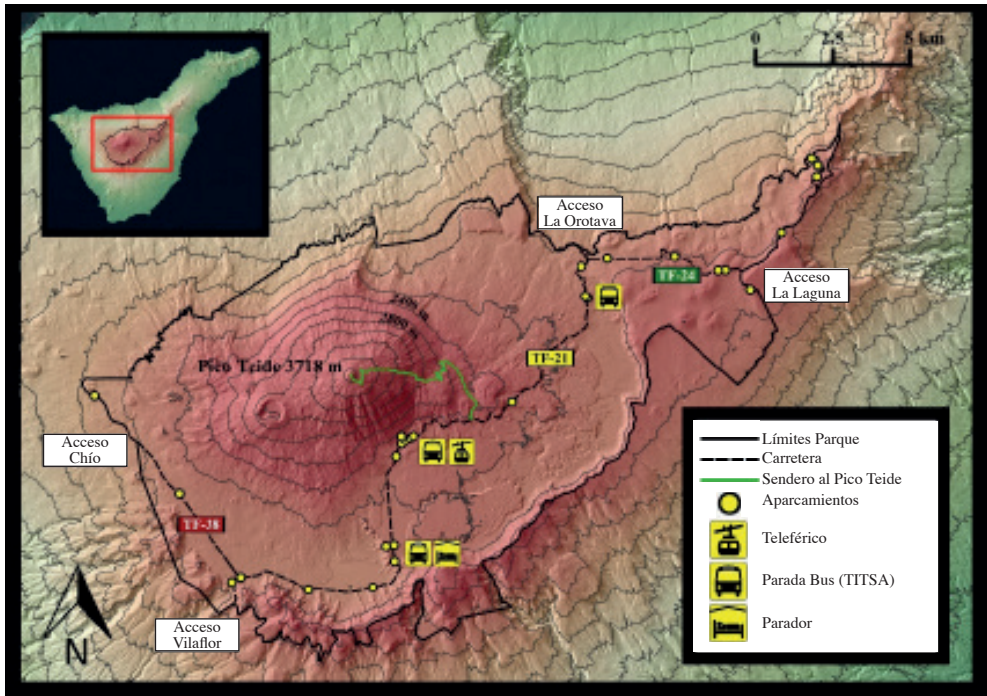 0 2.5 5 km
Acceso
La Orotava
TF-24
Acceso
La Laguna
2400 m
2800 m
TF-21
Pico Teide 3718 m
Acceso
Chío
TF-38
Acceso
Vilaflor
N
Límites Parque
Carretera
Sendero al Pico Teide
Aparcamientos
Teleférico
Parada Bus (TITSA)
Parador